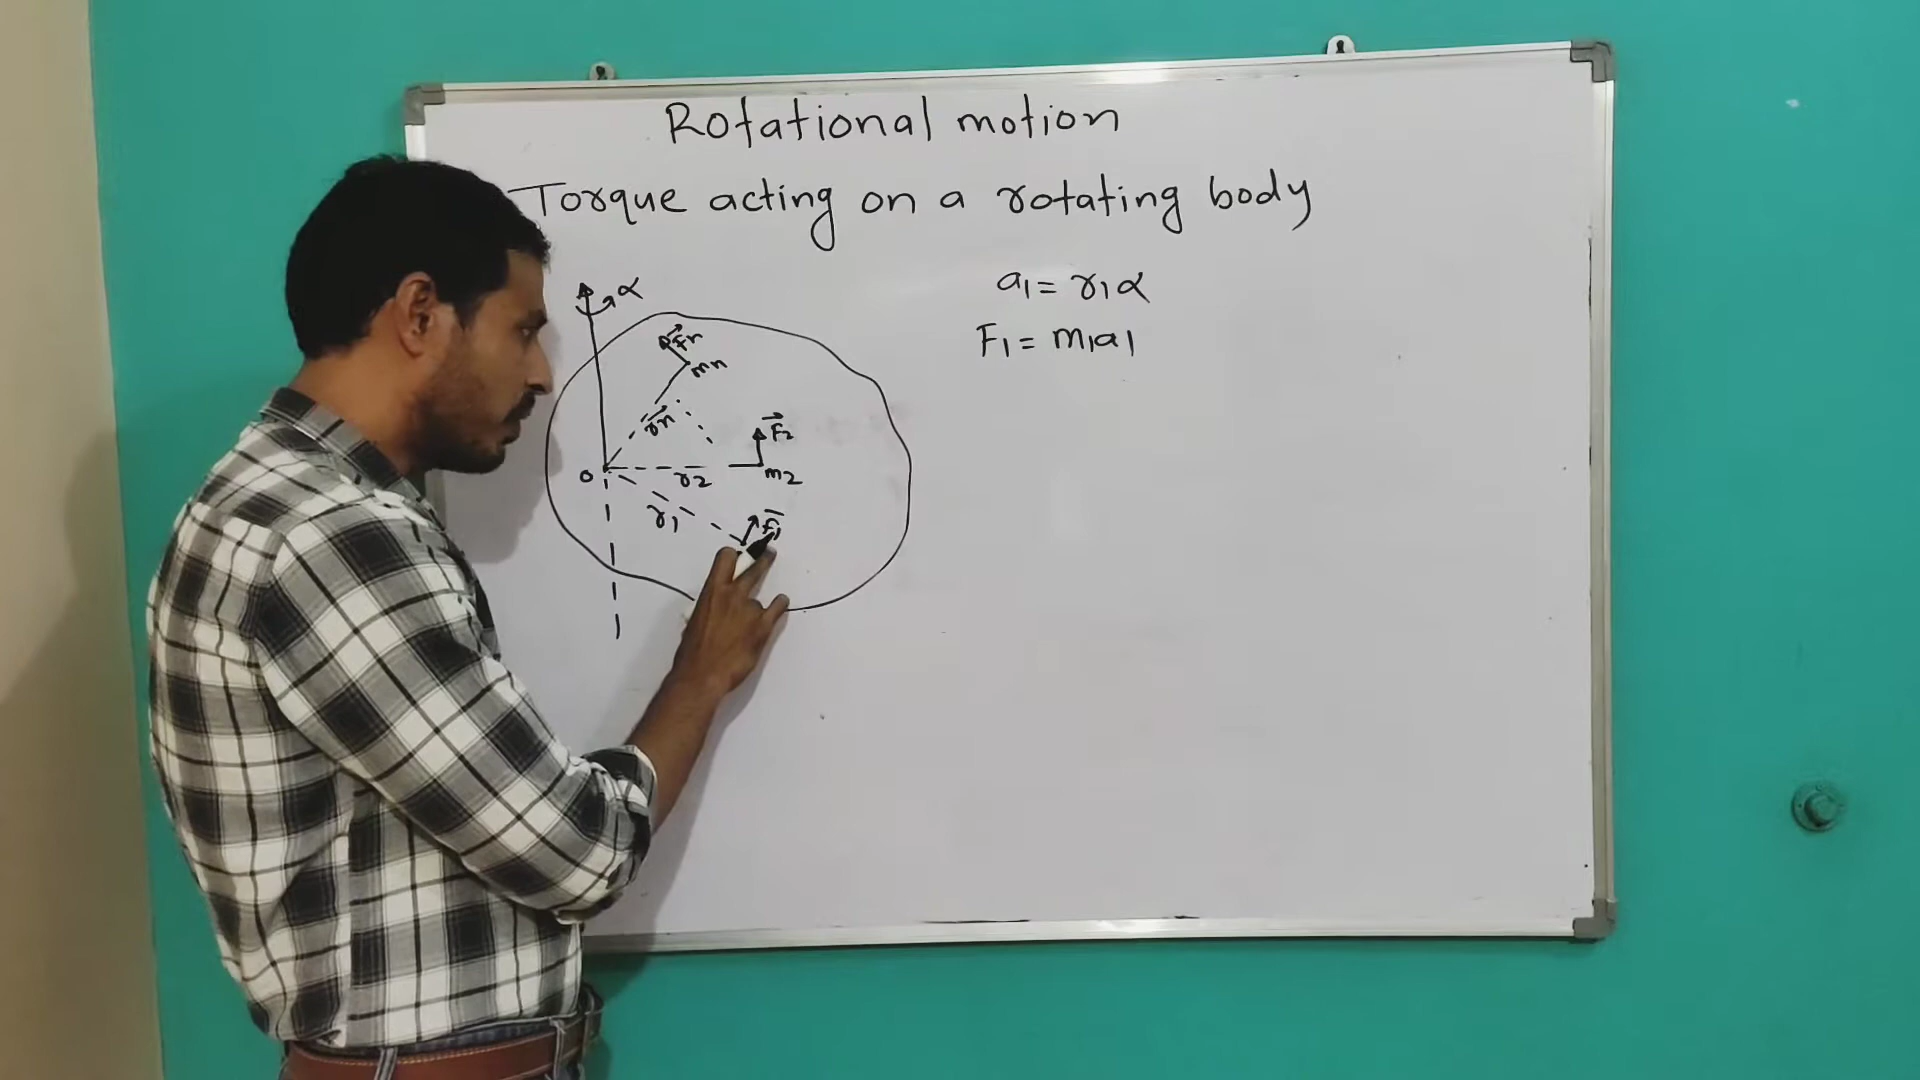 Rotational motion
Torque acting on a rotating body
α
a1 = r1α
F1 = m1a1
Fn
mn
rn
F2
o
r2
m2
r1
F1